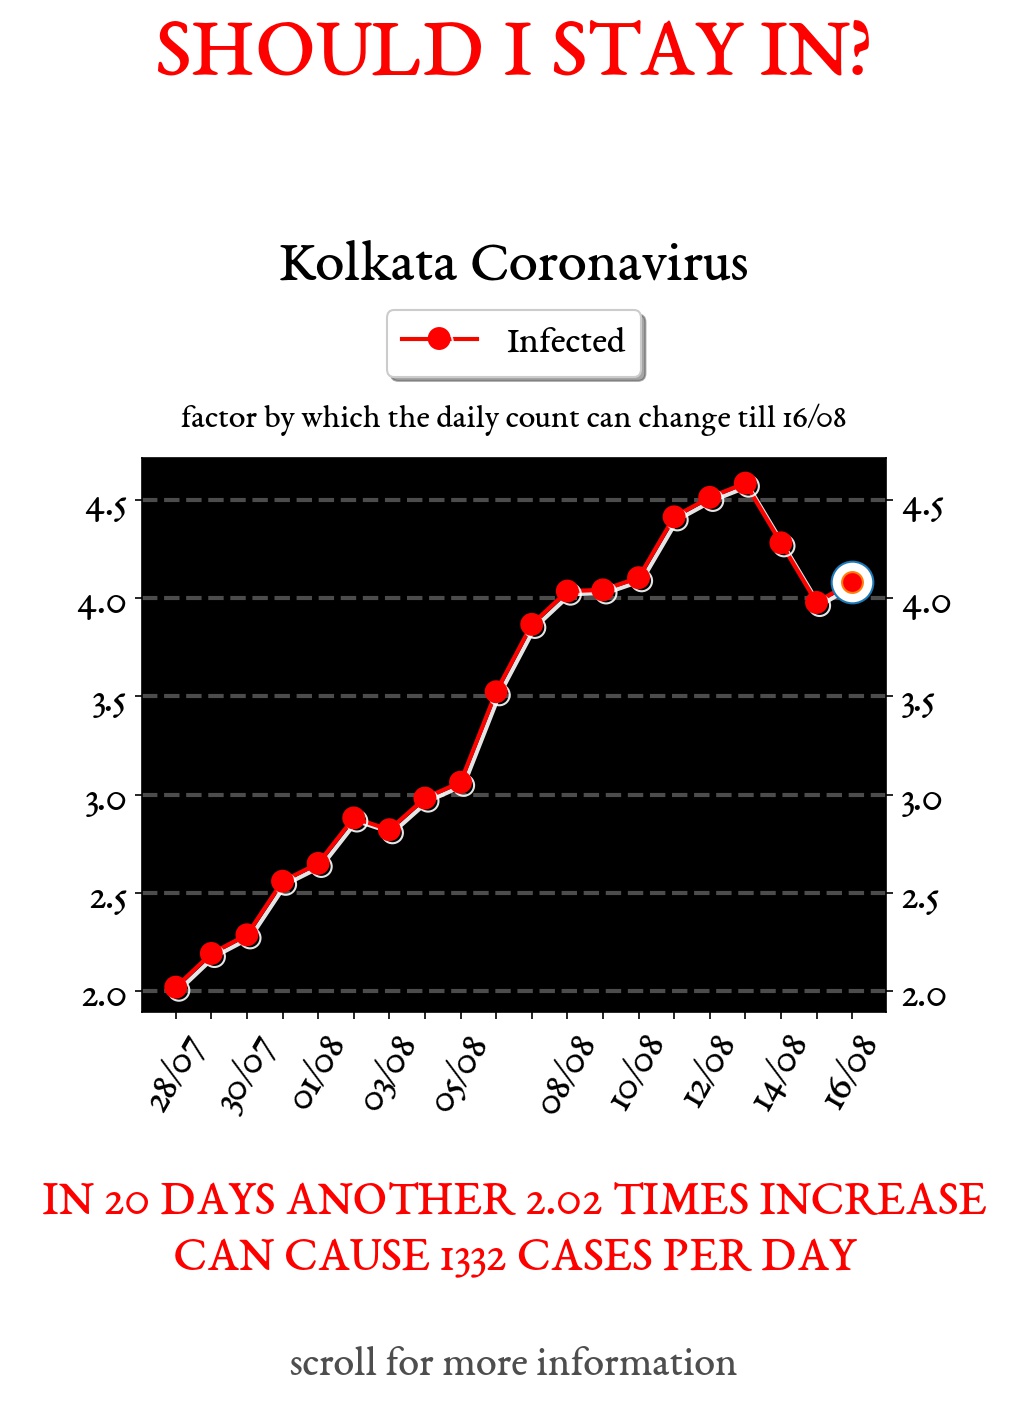 SHOULD I STAY IN?
Kolkata Coronavirus
Infected
factor by which the daily count can change till 16/08
4.5 4.5
4.0 4.0
3.5 3.5
3.0 3.0
2.5 2.5
2.0 2.0
28/07 30/07 01/08 03/08 05/08 08/08 10/08 12/08 14/08 16/08
IN 20 DAYS ANOTHER 2.02 TIMES INCREASE
CAN CAUSE 1332 CASES PER DAY
scroll for more information